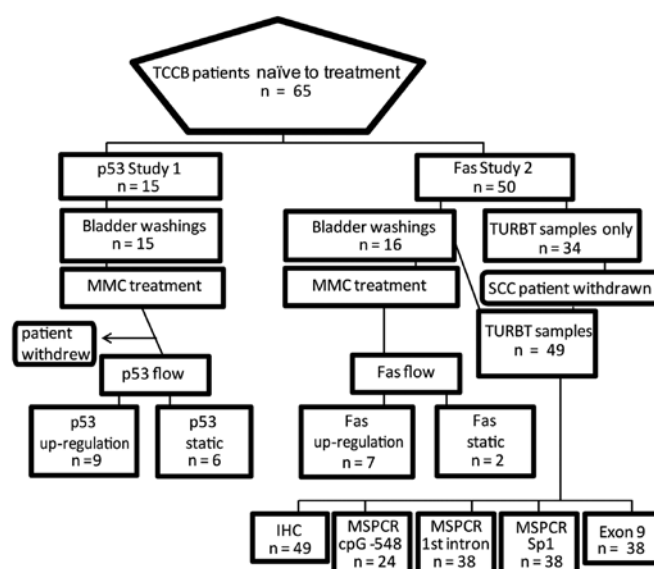 TCCB patients naïve to treatment
n = 65
p53 Study 1
n = 15
Fas Study 2
n = 50
Bladder washings
n = 15
Bladder washings
n = 16
TURBT samples only
n = 34
MMC treatment
MMC treatment
SCC patient withdrawn
TURBT samples
n = 49
patient
withdrew
p53 flow
Fas flow
p53
up-regulation
n =9
p53
static
n = 6
Fas
up-regulation
n = 7
Fas
static
n = 2
IHC
n = 49
MSPCR
cpG -548
n = 24
MSPCR
1st intron
n = 38
MSPCR
Sp1
n = 38
Exon 9
n = 38